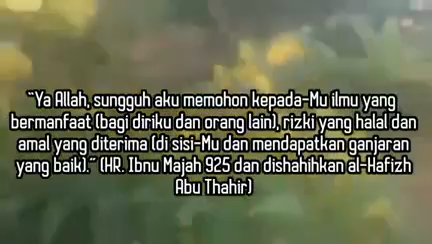 “Ya Allah, sungguh aku memohon kepada-Mu ilmu yang
bermanfaat (bagi diriku dan orang lain), rizki yang halal dan
amal yang diterima (di sisi-Mu dan mendapatkan ganjaran
yang baik).” (HR. Ibnu Majah 925 dan dishahihkan al-Hafizh
Abu Thahir)